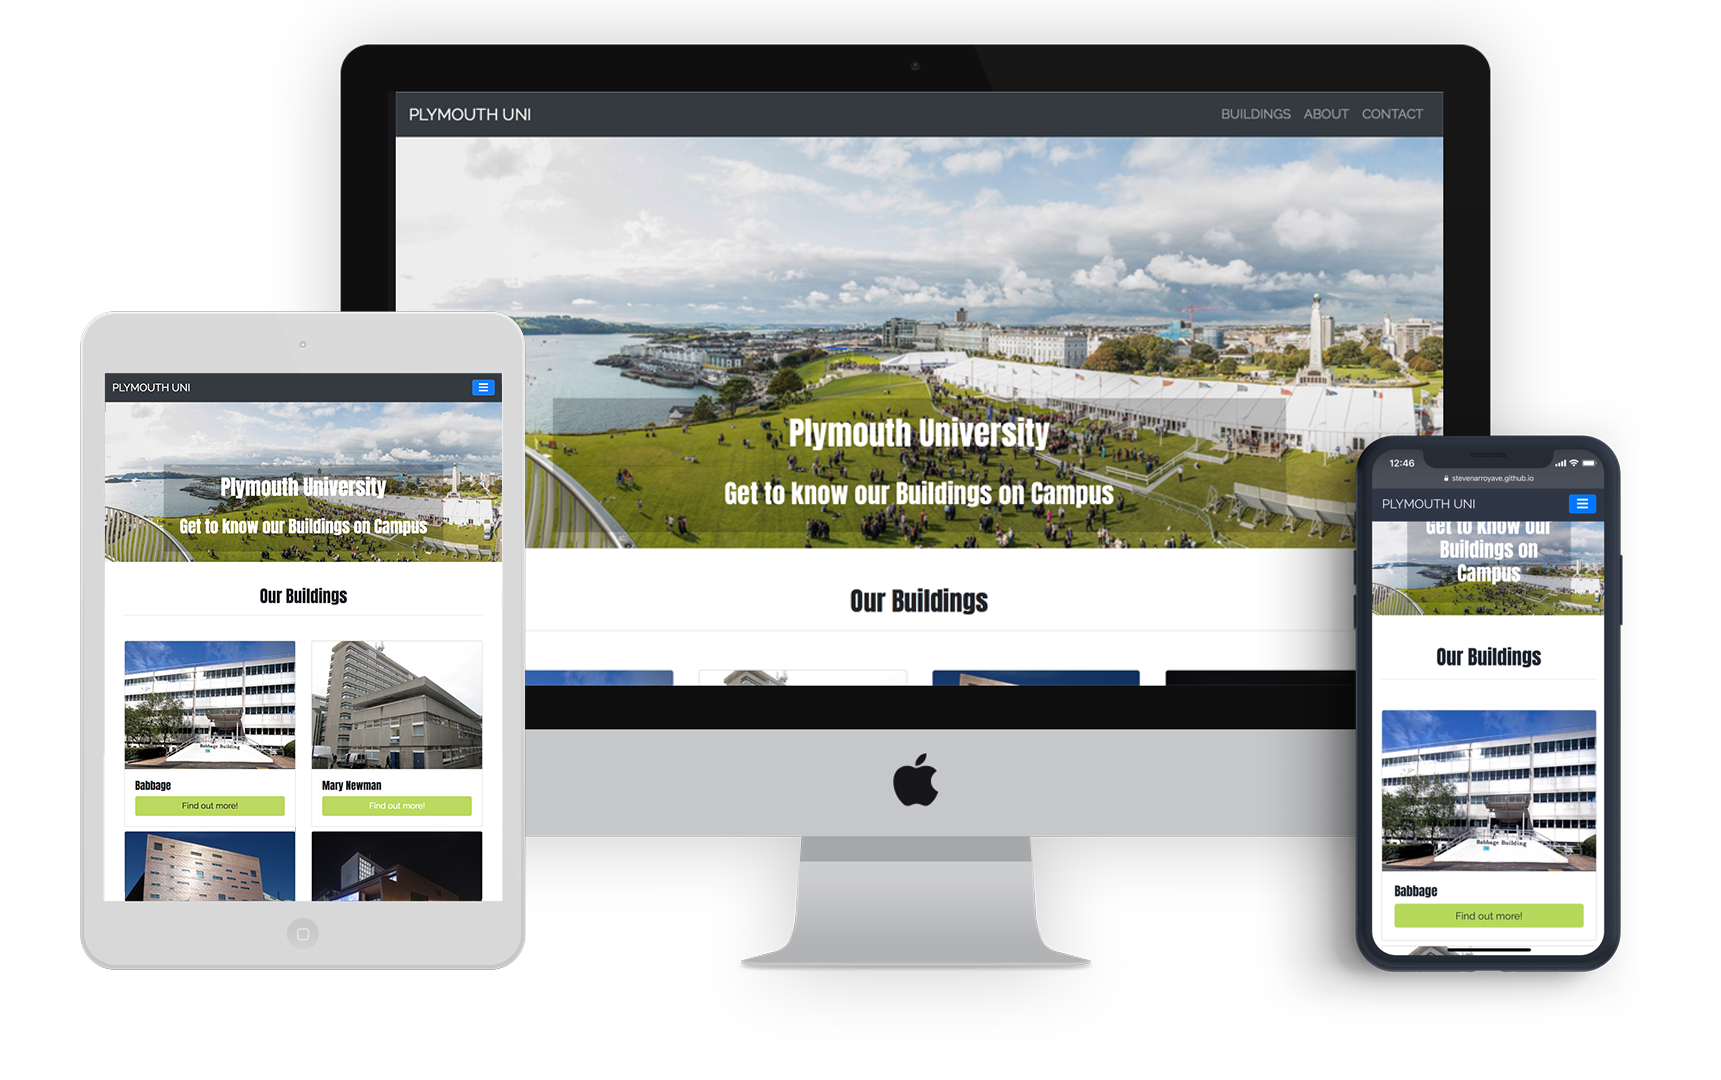 PLYMOUTH UNI
BUILDINGS ABOUT CONTACT
Plymouth University
Get to know our Buildings on Campus
Our Buildings
PLYMOUTH UNI
Plymouth University
Get to know our Buildings on Campus
Our Buildings
Babbage Building
Babbage
Find out more!
Mary Newman
Find out more!
12:46
stevenarroyave.github.io
PLYMOUTH UNI
Get to know our
Buildings on
Campus
Our Buildings
Babbage Building
Babbage
Find out more!